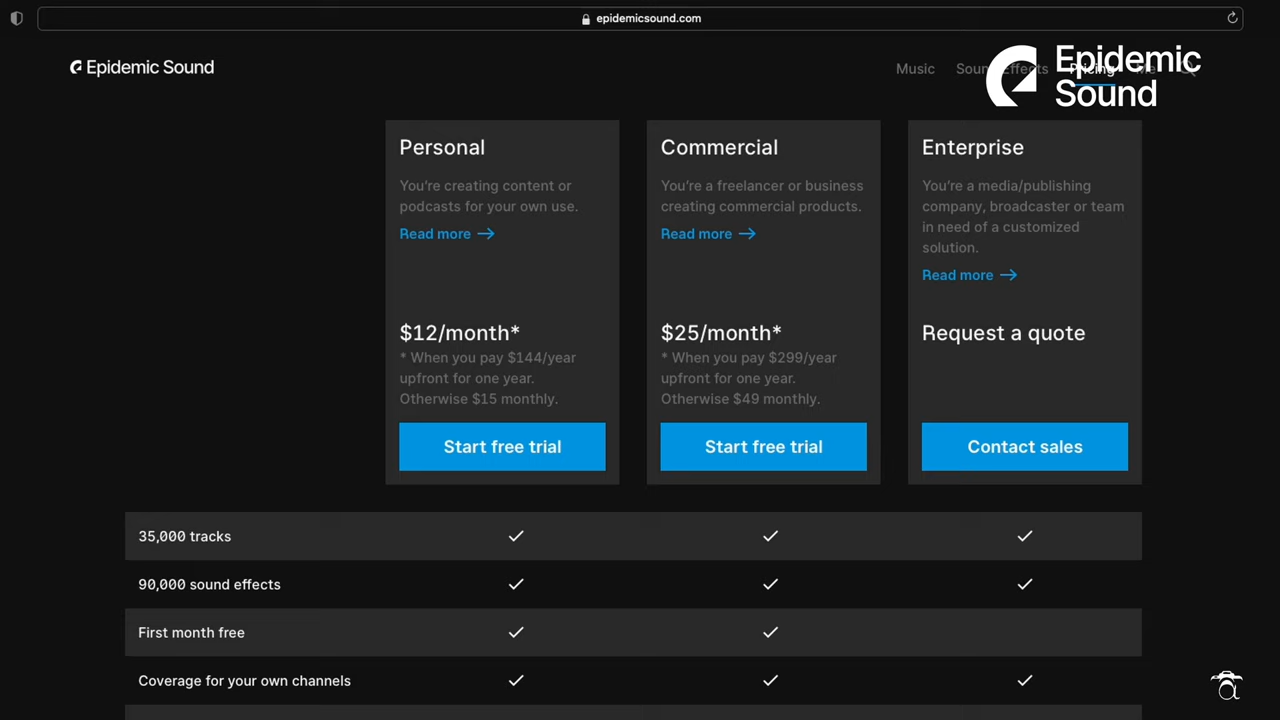 epidemicsound.com
Epidemic Sound
Music
Sound Effects
Pricing
Epidemic
Sound
Personal
You're creating content or
podcasts for your own use.
Read more
$12/month*
* When you pay $144/year
upfront for one year.
Otherwise $15 monthly.
Start free trial
Commercial
You're a freelancer or business
creating commercial products.
Read more
$25/month*
* When you pay $299/year
upfront for one year.
Otherwise $49 monthly.
Start free trial
Enterprise
You're a media/publishing
company, broadcaster or team
in need of a customized
solution.
Read more
Request a quote
Contact sales
35,000 tracks
90,000 sound effects
First month free
Coverage for your own channels